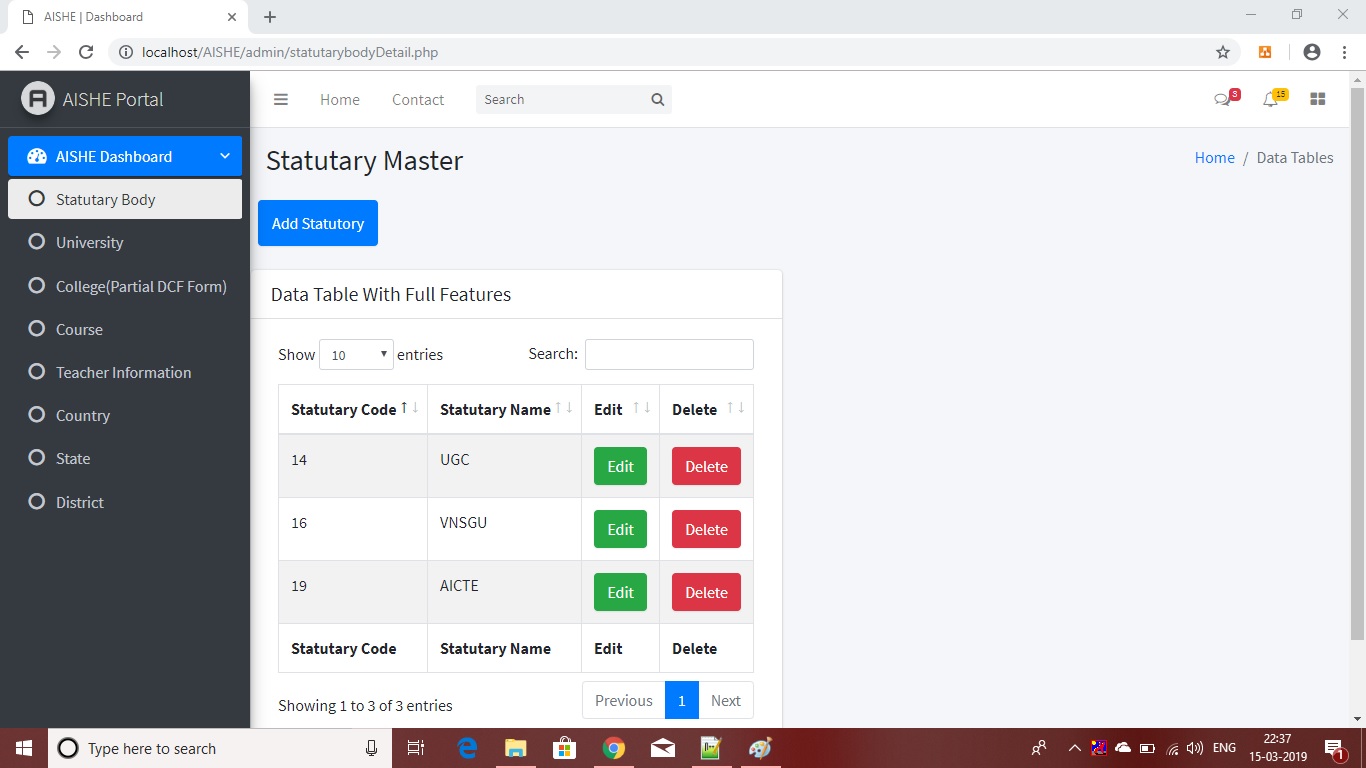 AISHE | Dashboard
localhost/AISHE/admin/statutarybodyDetail.php
AISHE Portal
Home Contact Search 3 15
AISHE Dashboard
Statutary Body
University
College(Partial DCF Form)
Course
Teacher Information
Country
State
District
Statutary Master
Home / Data Tables
Add Statutory
Data Table With Full Features
Show 10 entries Search:
Statutary Code Statutary Name Edit Delete
14 UGC Edit Delete
16 VNSGU Edit Delete
19 AICTE Edit Delete
Statutary Code Statutary Name Edit Delete
Showing 1 to 3 of 3 entries Previous 1 Next
Type here to search
ENG
22:37
15-03-2019
1